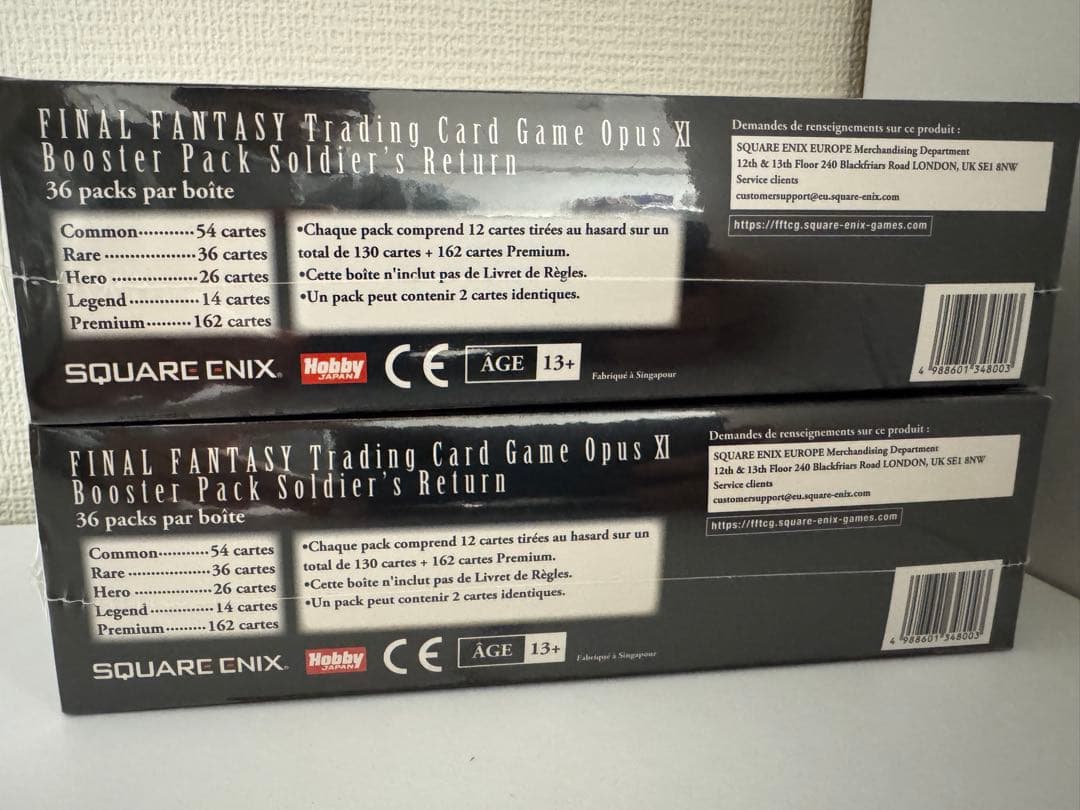 FINAL FANTASY Trading Card Game Opus XI
Booster Pack Soldier's Return
36 packs par boîte
Common···········54 cartes
Rare ··················36 cartes
Hero ·················26 cartes
Legend·············· 14 cartes
Premium·········162 cartes
•Chaque pack comprend 12 cartes tirées au hasard sur un
total de 130 cartes + 162 cartes Premium.
•Cette boîte n'inclut pas de Livret de Règles.
•Un pack peut contenir 2 cartes identiques.
Demandes de renseignements sur ce produit :
SQUARE ENIX EUROPE Merchandising Department
12th & 13th Floor 240 Blackfriars Road LONDON, UK SE1 8NW
Service clients
customersupport@eu.square-enix.com
https://fftcg.square-enix-games.com
SQUARE ENIX.
Hobby
JAPAN
CE
ÂGE 13+
Fabriqué à Singapour
4 988601 348003
FINAL FANTASY Trading Card Game Opus XI
Booster Pack Soldier's Return
36 packs par boîte
Common···········54 cartes
Rare ··················36 cartes
Hero ·················26 cartes
Legend·············· 14 cartes
Premium·········162 cartes
•Chaque pack comprend 12 cartes tirées au hasard sur un
total de 130 cartes + 162 cartes Premium.
•Cette boîte n'inclut pas de Livret de Règles.
•Un pack peut contenir 2 cartes identiques.
Demandes de renseignements sur ce produit :
SQUARE ENIX EUROPE Merchandising Department
12th & 13th Floor 240 Blackfriars Road LONDON, UK SE1 8NW
Service clients
customersupport@eu.square-enix.com
https://fftcg.square-enix-games.com
SQUARE ENIX.
Hobby
JAPAN
CE
ÂGE 13+
Fabriqué à Singapour
4 988601 348003